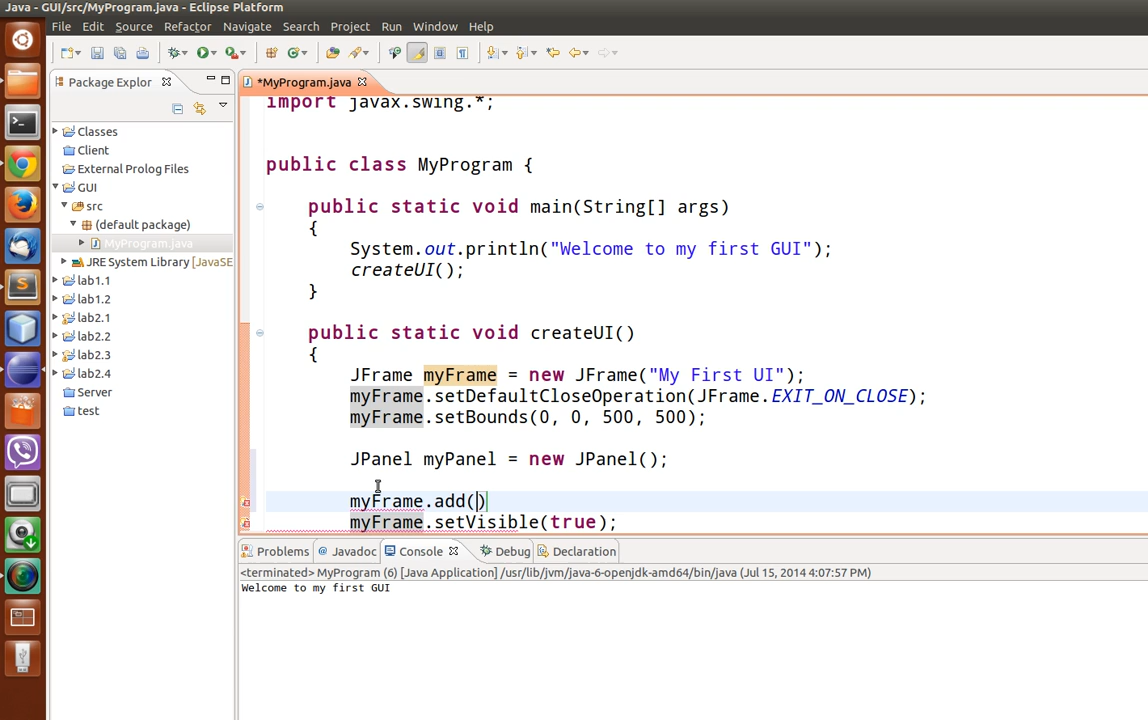 Java - GUI/src/MyProgram.java - Eclipse Platform
File Edit Source Refactor Navigate Search Project Run Window Help
Package Explor
*MyProgram.java
Classes
Client
External Prolog Files
GUI
src
(default package)
MyProgram.java
JRE System Library [JavaSE
lab1.1
lab1.2
lab2.1
lab2.2
lab2.3
lab2.4
Server
test
import javax.swing.*;
public class MyProgram {
public static void main(String[] args)
{
System.out.println("Welcome to my first GUI");
createUI();
}
public static void createUI()
{
JFrame myFrame = new JFrame("My First UI");
myFrame.setDefaultCloseOperation(JFrame.EXIT_ON_CLOSE);
myFrame.setBounds(0, 0, 500, 500);
JPanel myPanel = new JPanel();
myFrame.add()
myFrame.setVisible(true);
Problems @ Javadoc Console Debug Declaration
<terminated> MyProgram (6) [Java Application] /usr/lib/jvm/java-6-openjdk-amd64/bin/java (Jul 15, 2014 4:07:57 PM)
Welcome to my first GUI